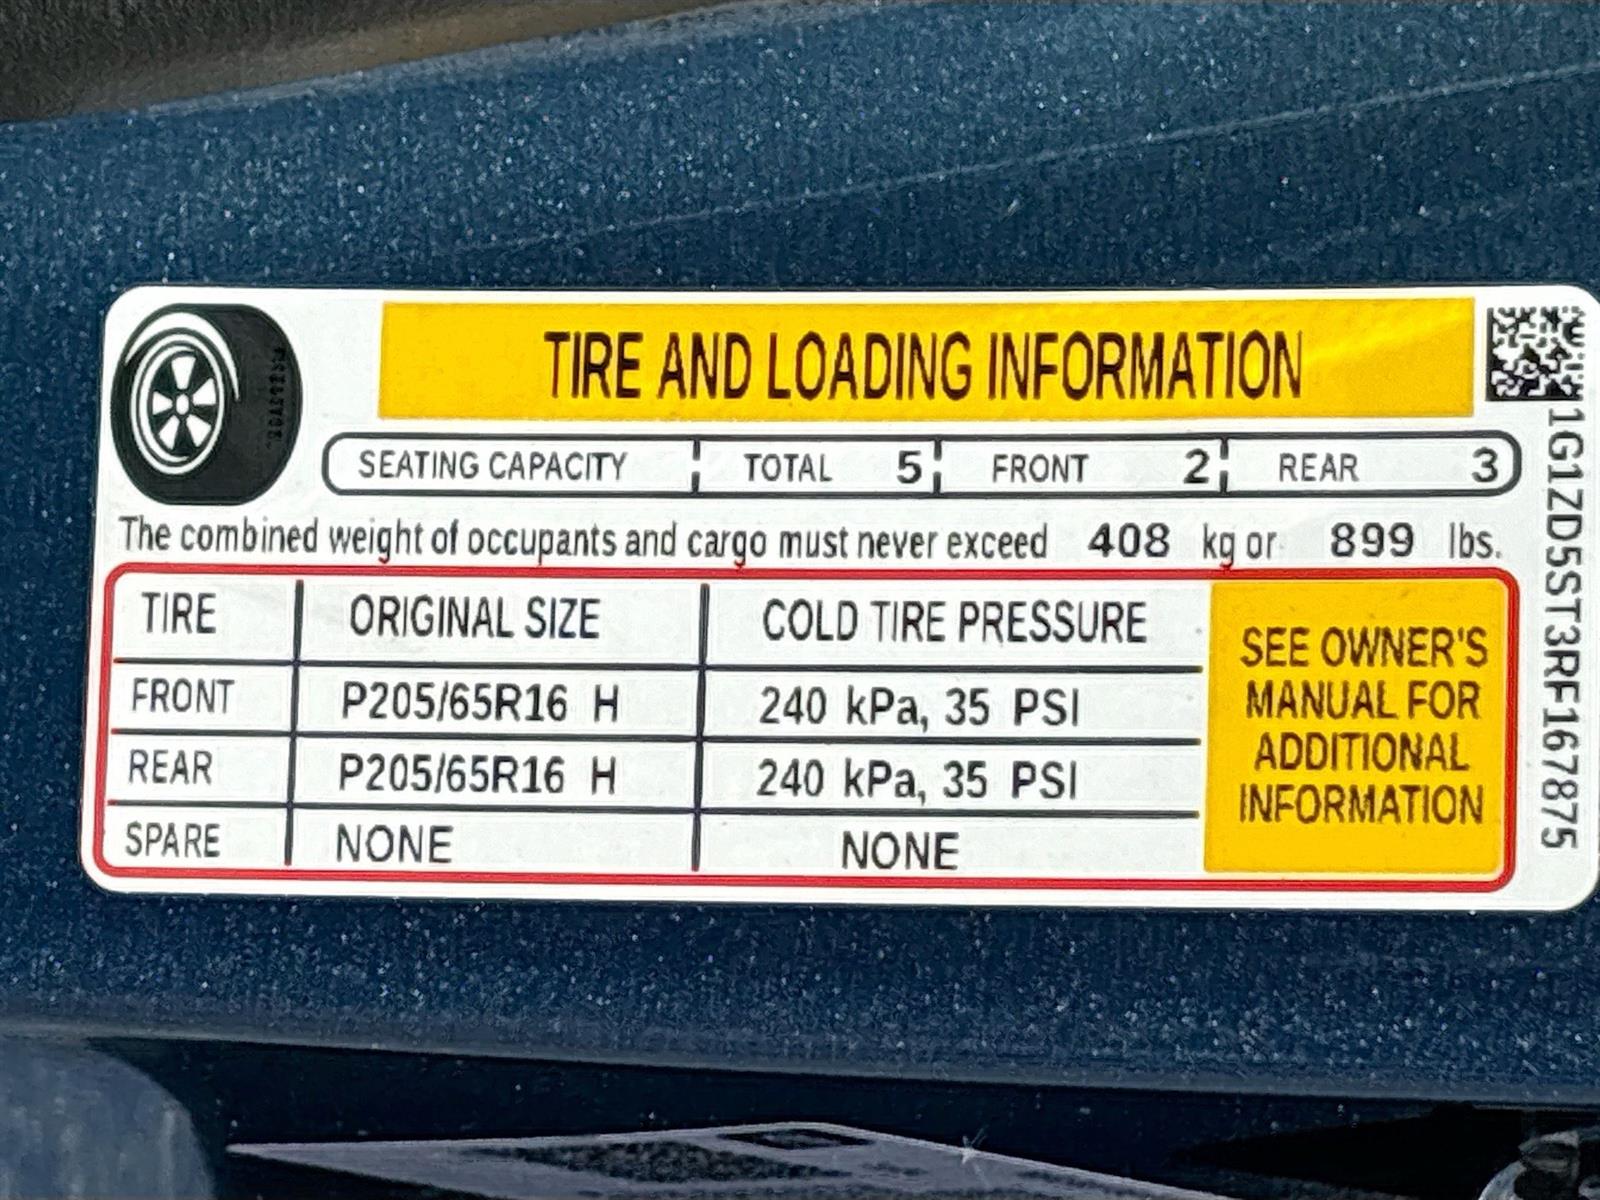 TIRE AND LOADING INFORMATION
SEATING CAPACITY TOTAL 5 FRONT 2 REAR 3
The combined weight of occupants and cargo must never exceed 408 kg or 899 lbs.
TIRE ORIGINAL SIZE COLD TIRE PRESSURE
FRONT P205/65R16 H 240 kPa, 35 PSI
REAR P205/65R16 H 240 kPa, 35 PSI
SPARE NONE NONE
SEE OWNER'S
MANUAL FOR
ADDITIONAL
INFORMATION
1G1ZD5ST3RF167875